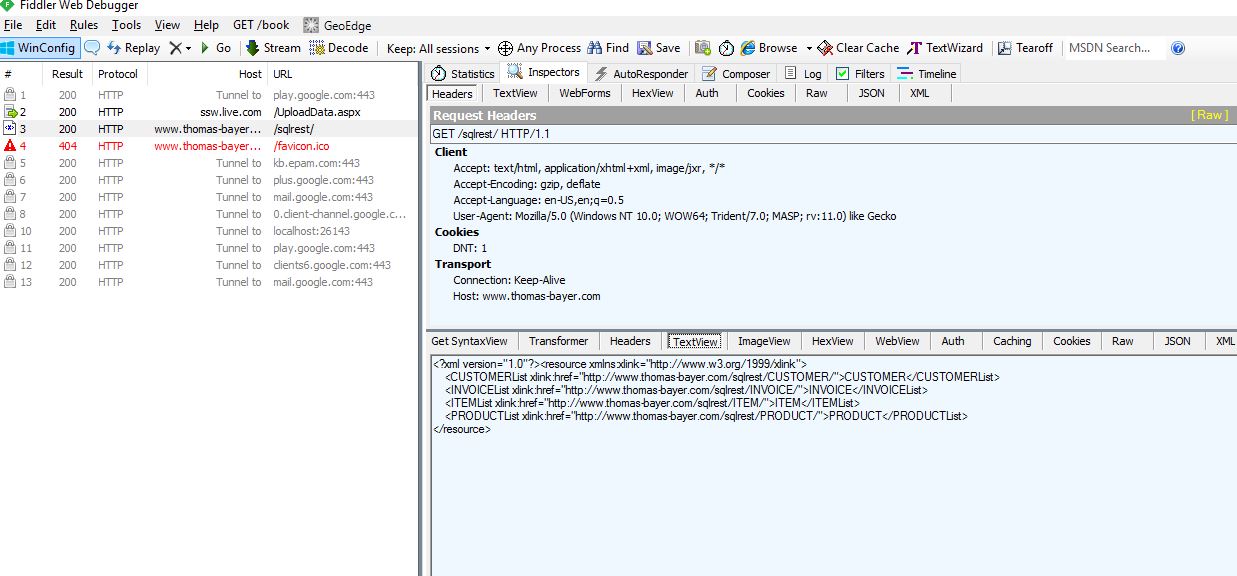 Fiddler Web Debugger
File Edit Rules Tools View Help GET /book GeoEdge
WinConfig Replay Go Stream Decode Keep: All sessions Any Process Find Save Browse Clear Cache TextWizard Tearoff MSDN Search...
# Result Protocol Host URL
1 200 HTTP Tunnel to play.google.com:443
2 200 HTTP ssw.live.com /UploadData.aspx
3 200 HTTP www.thomas-bayer... /sqlrest/
4 404 HTTP www.thomas-bayer... /favicon.ico
5 200 HTTP Tunnel to kb.epam.com:443
6 200 HTTP Tunnel to plus.google.com:443
7 200 HTTP Tunnel to mail.google.com:443
8 200 HTTP Tunnel to 0.client-channel.google.c...
10 200 HTTP Tunnel to localhost:26143
11 200 HTTP Tunnel to play.google.com:443
12 200 HTTP Tunnel to clients6.google.com:443
13 200 HTTP Tunnel to mail.google.com:443
Statistics Inspectors AutoResponder Composer Log Filters Timeline
Headers TextView WebForms HexView Auth Cookies Raw JSON XML
Request Headers [ Raw ]
GET /sqlrest/ HTTP/1.1
Client
Accept: text/html, application/xhtml+xml, image/jxr, */*
Accept-Encoding: gzip, deflate
Accept-Language: en-US,en;q=0.5
User-Agent: Mozilla/5.0 (Windows NT 10.0; WOW64; Trident/7.0; MASP; rv:11.0) like Gecko
Cookies
DNT: 1
Transport
Connection: Keep-Alive
Host: www.thomas-bayer.com
Get SyntaxView Transformer Headers TextView ImageView HexView WebView Auth Caching Cookies Raw JSON XML
<?xml version="1.0"?><resource xmlns:xlink="http://www.w3.org/1999/xlink">
<CUSTOMERList xlink:href="http://www.thomas-bayer.com/sqlrest/CUSTOMER/">CUSTOMER</CUSTOMERList>
<INVOICEList xlink:href="http://www.thomas-bayer.com/sqlrest/INVOICE/">INVOICE</INVOICEList>
<ITEMList xlink:href="http://www.thomas-bayer.com/sqlrest/ITEM/">ITEM</ITEMList>
<PRODUCTList xlink:href="http://www.thomas-bayer.com/sqlrest/PRODUCT/">PRODUCT</PRODUCTList>
</resource>